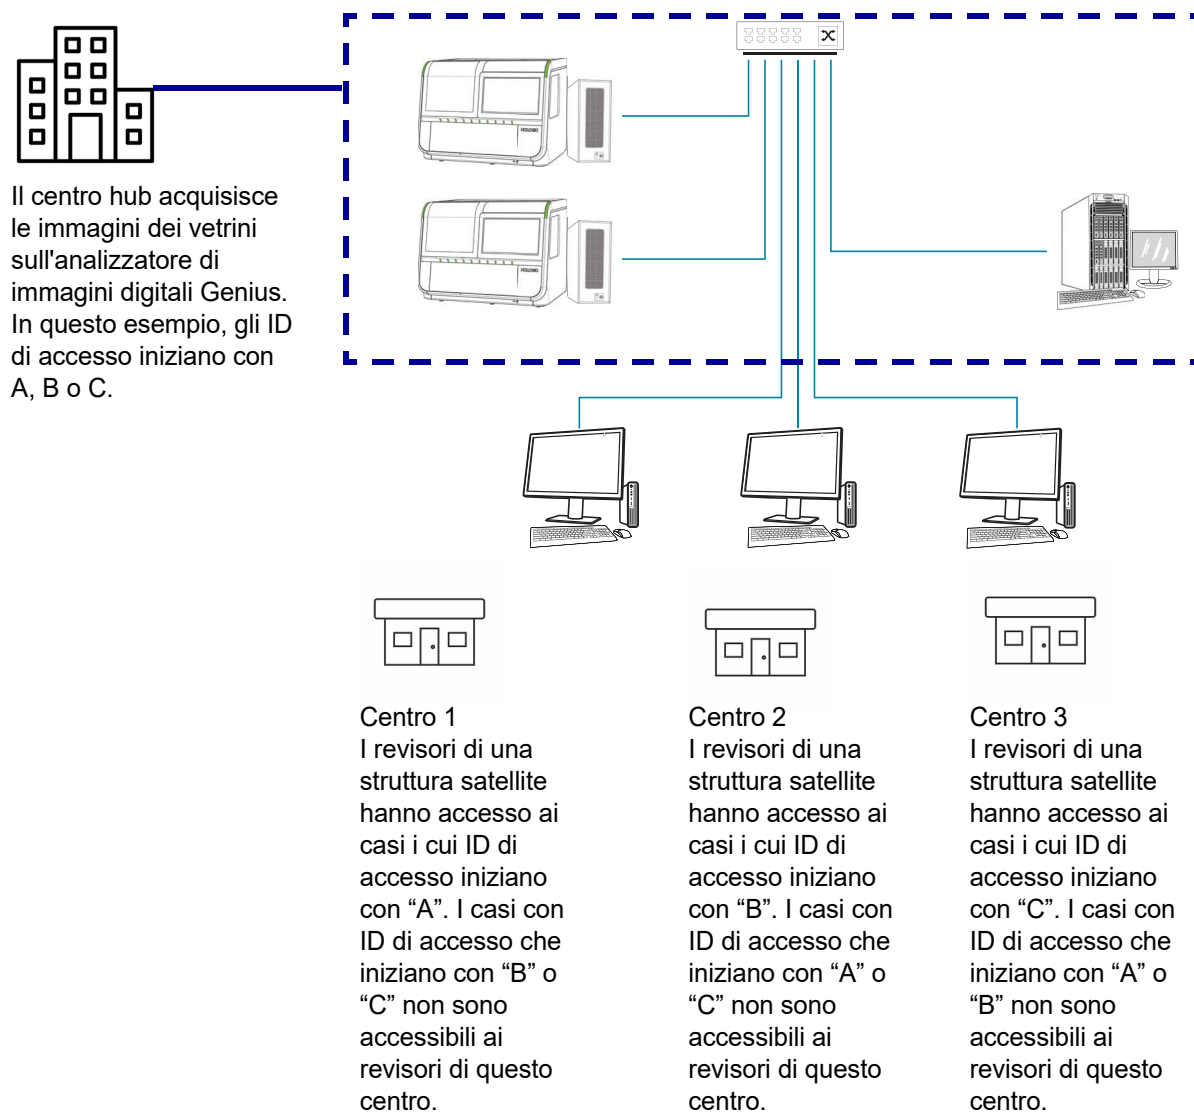 HOLOGIC
HOLOGIC
Il centro hub acquisisce
le immagini dei vetrini
sull'analizzatore di
immagini digitali Genius.
In questo esempio, gli ID
di accesso iniziano con
A, B o C.
Centro 1
I revisori di una
struttura satellite
hanno accesso ai
casi i cui ID di
accesso iniziano
con “A”. I casi con
ID di accesso che
iniziano con “B” o
“C” non sono
accessibili ai
revisori di questo
centro.
Centro 2
I revisori di una
struttura satellite
hanno accesso ai
casi i cui ID di
accesso iniziano
con “B”. I casi con
ID di accesso che
iniziano con “A” o
“C” non sono
accessibili ai
revisori di questo
centro.
Centro 3
I revisori di una
struttura satellite
hanno accesso ai
casi i cui ID di
accesso iniziano
con “C”. I casi con
ID di accesso che
iniziano con “A” o
“B” non sono
accessibili ai
revisori di questo
centro.